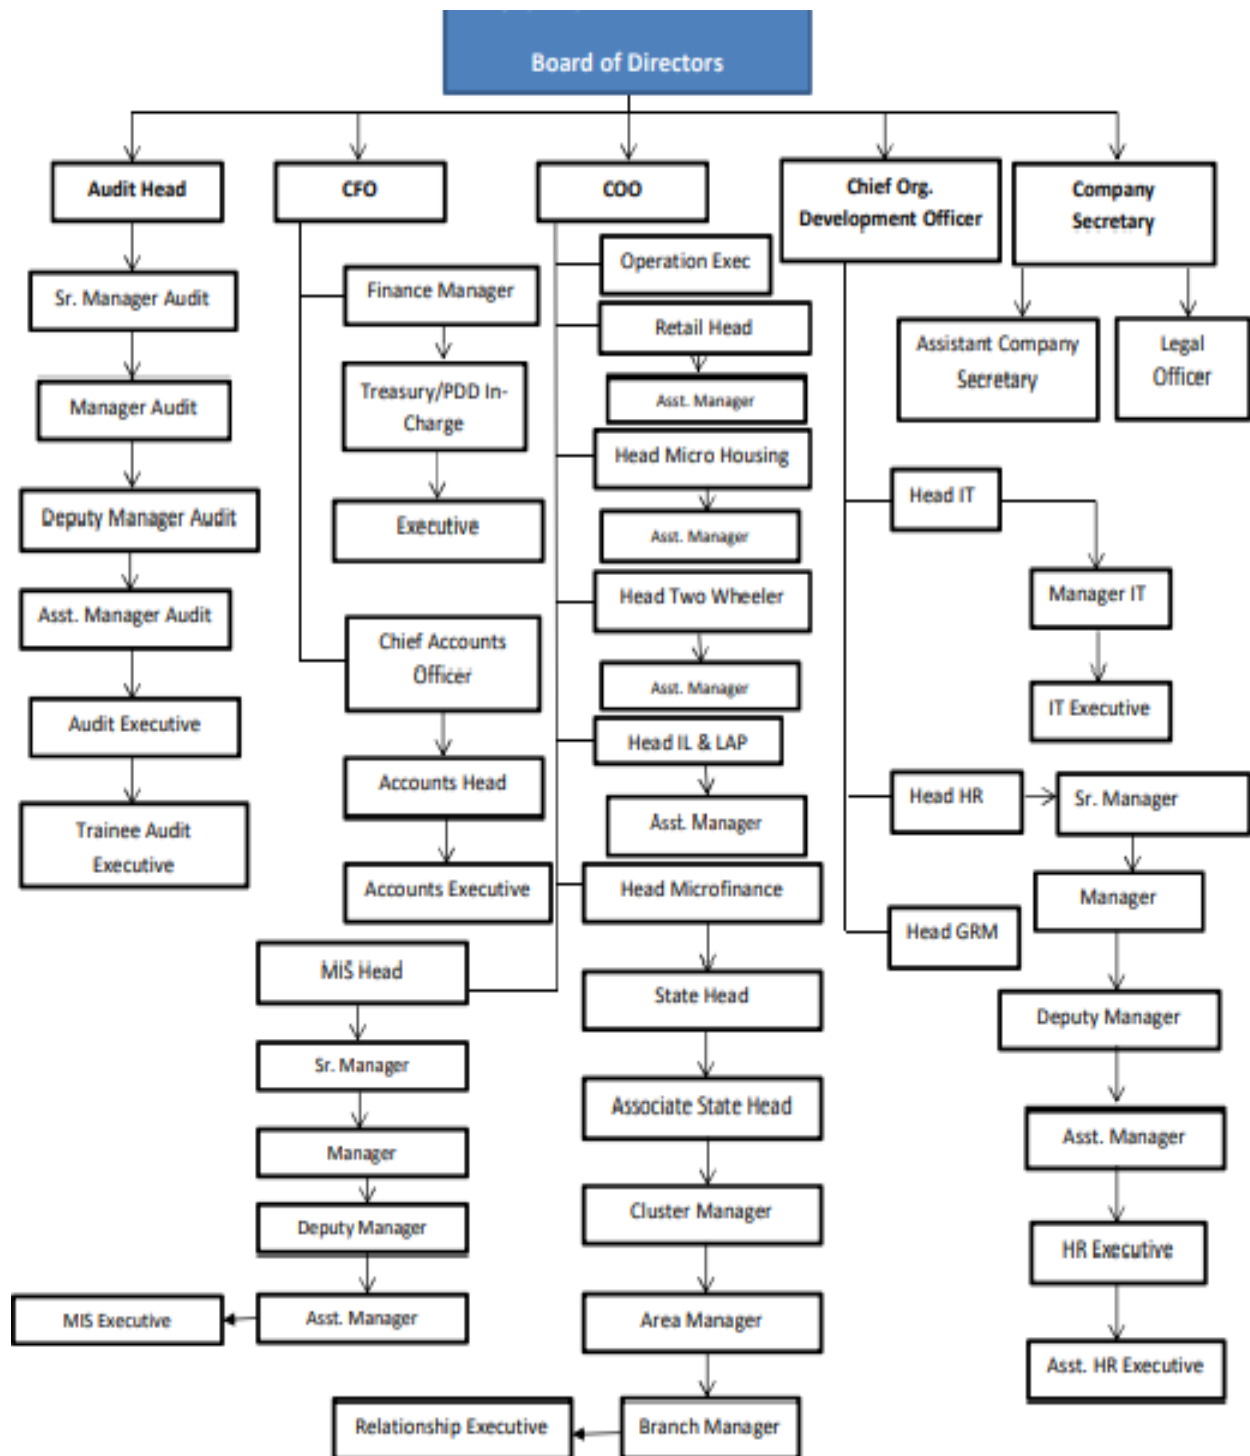 Board of Directors
Audit Head
CFO
COO
Chief Org.
Development Officer
Company
Secretary
Sr. Manager Audit
Manager Audit
Deputy Manager Audit
Asst. Manager Audit
Audit Executive
Trainee Audit
Executive
Finance Manager
Treasury/PDD In-
Charge
Executive
Chief Accounts
Officer
Accounts Head
Accounts Executive
Operation Exec
Retail Head
Asst. Manager
Head Micro Housing
Asst. Manager
Head Two Wheeler
Asst. Manager
Head IL & LAP
Asst. Manager
Head Microfinance
State Head
Associate State Head
Cluster Manager
Area Manager
Branch Manager
Relationship Executive
MIS Head
Sr. Manager
Manager
Deputy Manager
Asst. Manager
MIS Executive
Assistant Company
Secretary
Legal
Officer
Head IT
Manager IT
IT Executive
Head HR
Sr. Manager
Manager
Deputy Manager
Asst. Manager
HR Executive
Asst. HR Executive
Head GRM